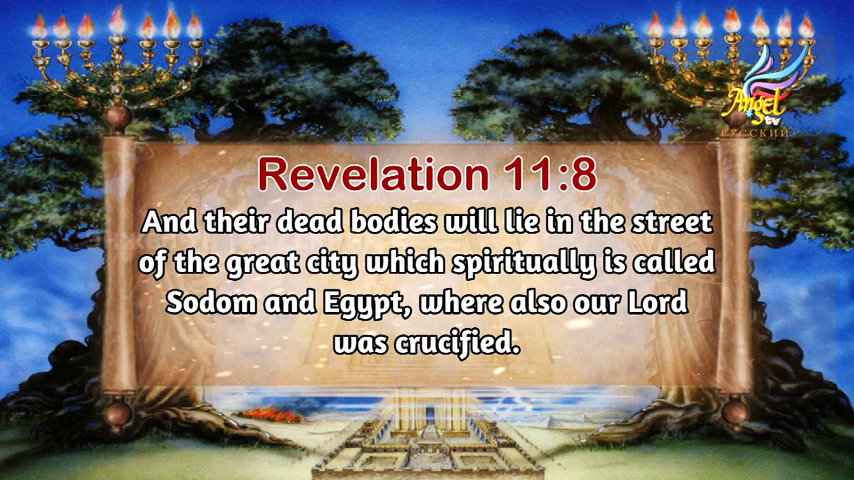 Angel
tv
РУССКИЙ
Revelation 11:8
And their dead bodies will lie in the street
of the great city which spiritually is called
Sodom and Egypt, where also our Lord
was crucified.